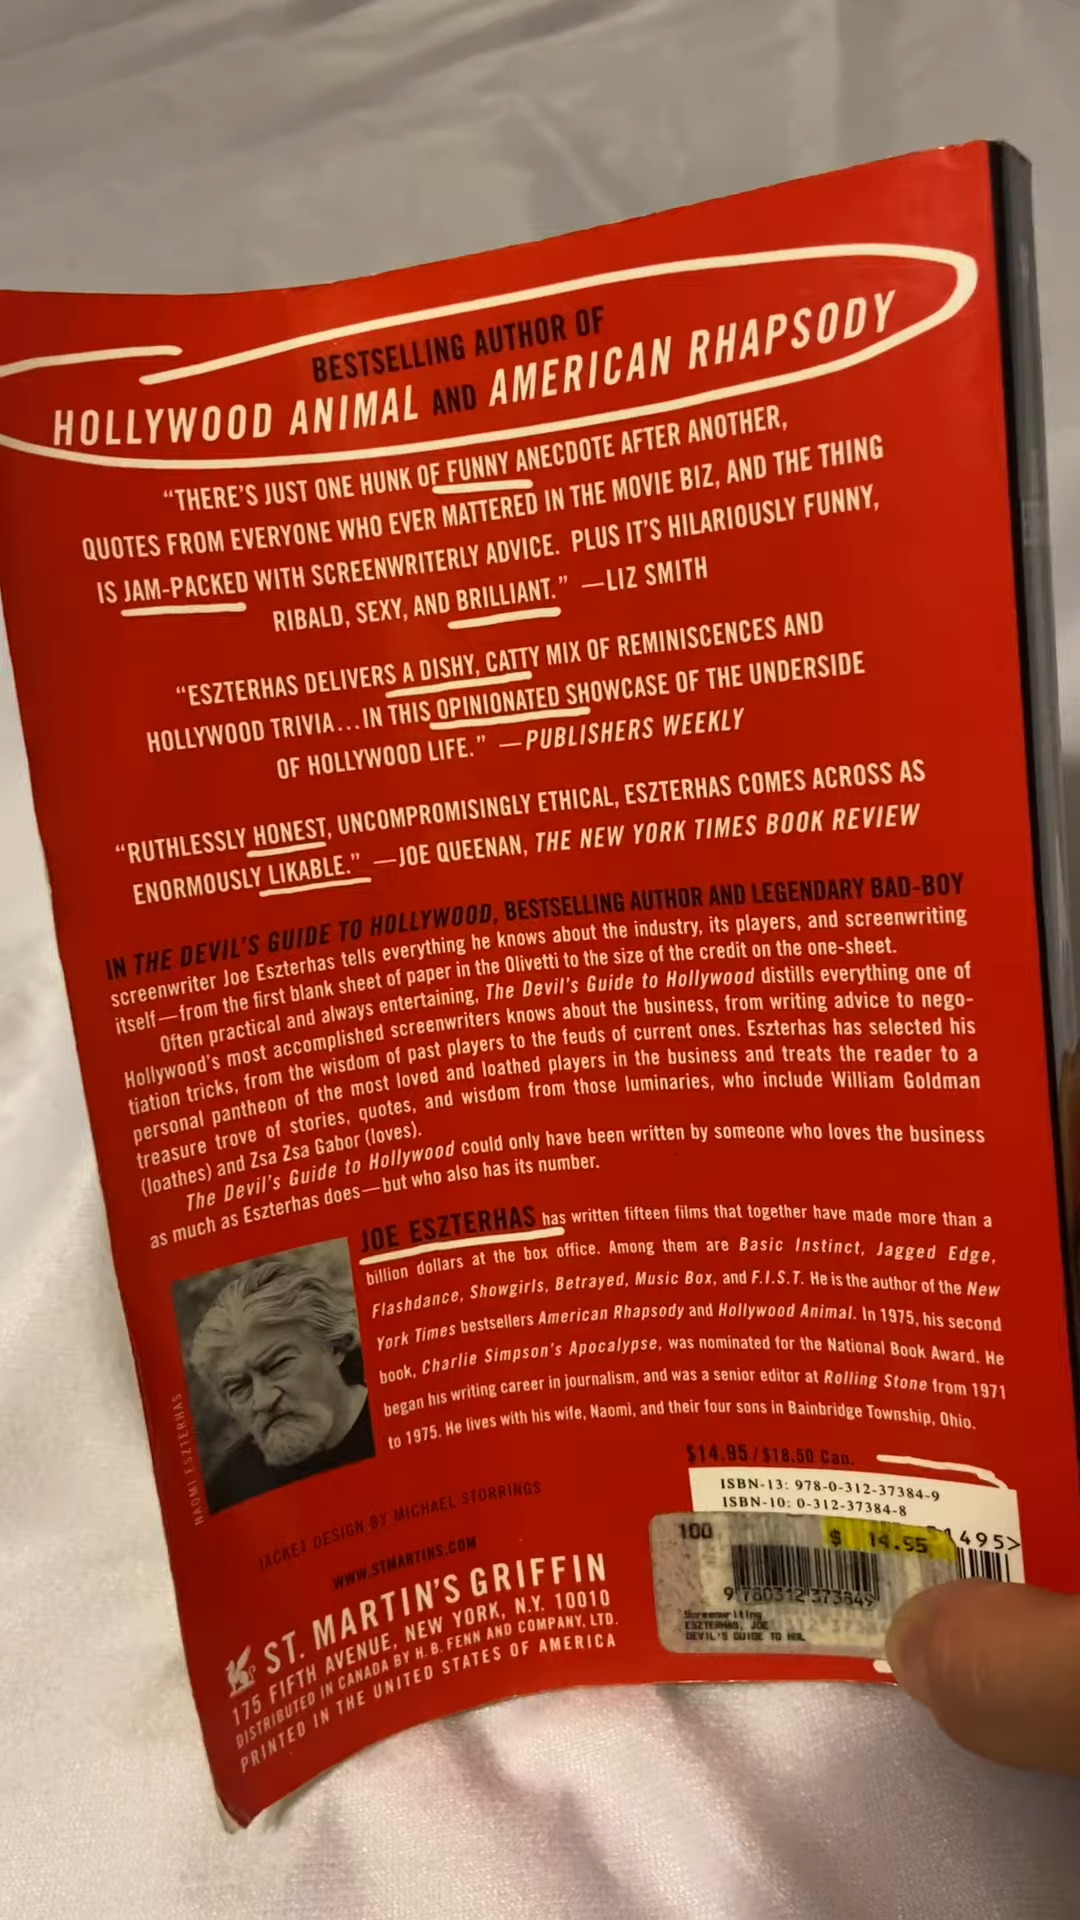 BESTSELLING AUTHOR OF
HOLLYWOOD ANIMAL AND AMERICAN RHAPSODY
“THERE’S JUST ONE HUNK OF FUNNY ANECDOTE AFTER ANOTHER,
QUOTES FROM EVERYONE WHO EVER MATTERED IN THE MOVIE BIZ, AND THE THING
IS JAM-PACKED WITH SCREENWRITERLY ADVICE. PLUS IT’S HILARIOUSLY FUNNY,
RIBALD, SEXY, AND BRILLIANT.” —LIZ SMITH
“ESZTERHAS DELIVERS A DISHY, CATTY MIX OF REMINISCENCES AND
HOLLYWOOD TRIVIA...IN THIS OPINIONATED SHOWCASE OF THE UNDERSIDE
OF HOLLYWOOD LIFE.” —PUBLISHERS WEEKLY
“RUTHLESSLY HONEST, UNCOMPROMISINGLY ETHICAL, ESZTERHAS COMES ACROSS AS
ENORMOUSLY LIKABLE.” —JOE QUEENAN, THE NEW YORK TIMES BOOK REVIEW
IN THE DEVIL’S GUIDE TO HOLLYWOOD, BESTSELLING AUTHOR AND LEGENDARY BAD-BOY
screenwriter Joe Eszterhas tells everything he knows about the industry, its players, and screenwriting
itself—from the first blank sheet of paper in the Olivetti to the size of the credit on the one-sheet.
Often practical and always entertaining, The Devil’s Guide to Hollywood distills everything one of
Hollywood’s most accomplished screenwriters knows about the business, from writing advice to nego-
tiation tricks, from the wisdom of past players to the feuds of current ones. Eszterhas has selected his
personal pantheon of the most loved and loathed players in the business and treats the reader to a
treasure trove of stories, quotes, and wisdom from those luminaries, who include William Goldman
(loathes) and Zsa Zsa Gabor (loves).
The Devil’s Guide to Hollywood could only have been written by someone who loves the business
as much as Eszterhas does—but who also has its number.
JOE ESZTERHAS has written fifteen films that together have made more than a
billion dollars at the box office. Among them are Basic Instinct, Jagged Edge,
Flashdance, Showgirls, Betrayed, Music Box, and F.I.S.T. He is the author of the New
York Times bestsellers American Rhapsody and Hollywood Animal. In 1975, his second
book, Charlie Simpson’s Apocalypse, was nominated for the National Book Award. He
began his writing career in journalism, and was a senior editor at Rolling Stone from 1971
to 1975. He lives with his wife, Naomi, and their four sons in Bainbridge Township, Ohio.
NAOMI ESZTERHAS
$14.95/$18.50 Can.
ISBN-13: 978-0-312-37384-9
ISBN-10: 0-312-37384-8
1495>
100 $ 14.95
9 780312 373849
Screenwriting
ESZTERHAS, JOE
DEVIL'S GUIDE TO HOL
JACKET DESIGN BY MICHAEL STORRINGS
WWW.STMARTINS.COM
ST. MARTIN’S GRIFFIN
175 FIFTH AVENUE, NEW YORK, N.Y. 10010
DISTRIBUTED IN CANADA BY H. B. FENN AND COMPANY, LTD.
PRINTED IN THE UNITED STATES OF AMERICA